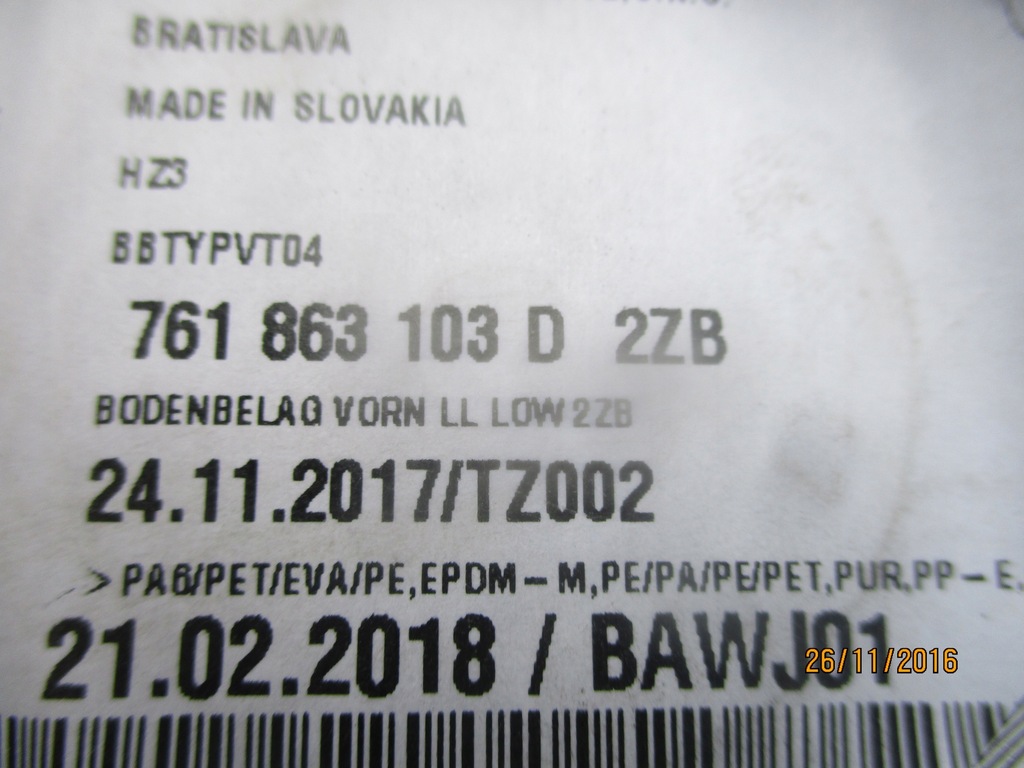 BRATISLAVA
MADE IN SLOVAKIA
HZ3
BBTYPVT04
761 863 103 D 2ZB
BODENBELAG VORN LL LOW 2ZB
24.11.2017/TZ002
>PA6/PET/EVA/PE,EPDM-M,PE/PA/PE/PET,PUR,PP-E,
21.02.2018 / BAWJ01
26/11/2016